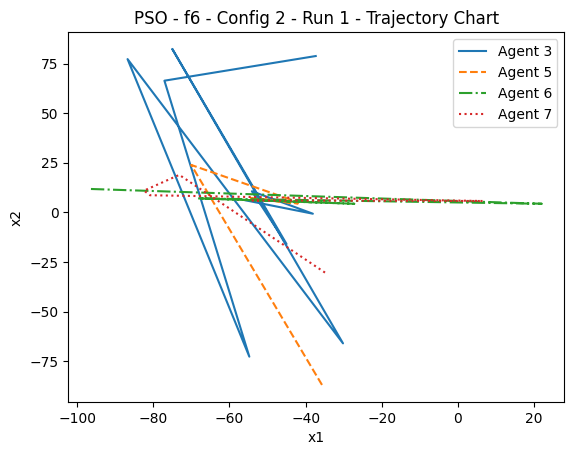 PSO - f6 - Config 2 - Run 1 - Trajectory Chart
Agent 3
Agent 5
Agent 6
Agent 7
75
50
25
0
−25
−50
−75
x2
−100
−80
−60
−40
−20
0
20
x1